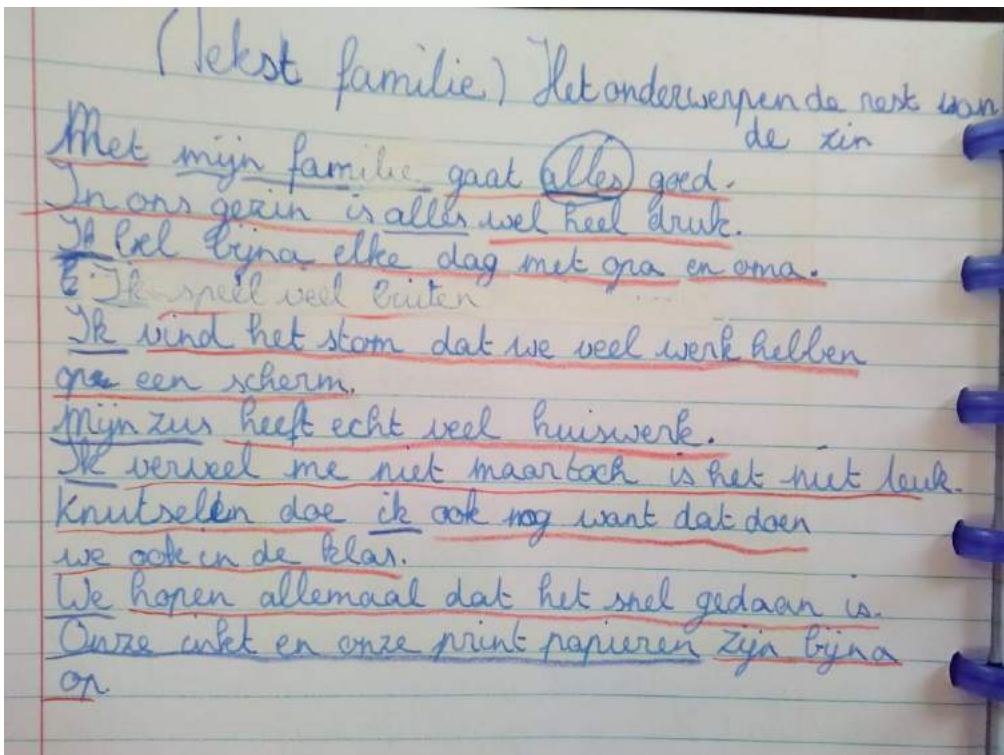 (Tekst familie) Het onderwerp en de rest van
de zin
Met mijn familie gaat alles goed.
In ons gezin is alles wel heel druk.
Ik bel bijna elke dag met opa en oma.
Ik speel veel buiten
Ik vind het stom dat we veel werk hebben
op een scherm.
Mijn zus heeft echt veel huiswerk.
Ik verveel me niet maar toch is het niet leuk.
Knutselen doe ik ook nog want dat doen
we ook in de klas.
We hopen allemaal dat het snel gedaan is.
Onze inkt en onze print papieren zijn bijna
op.